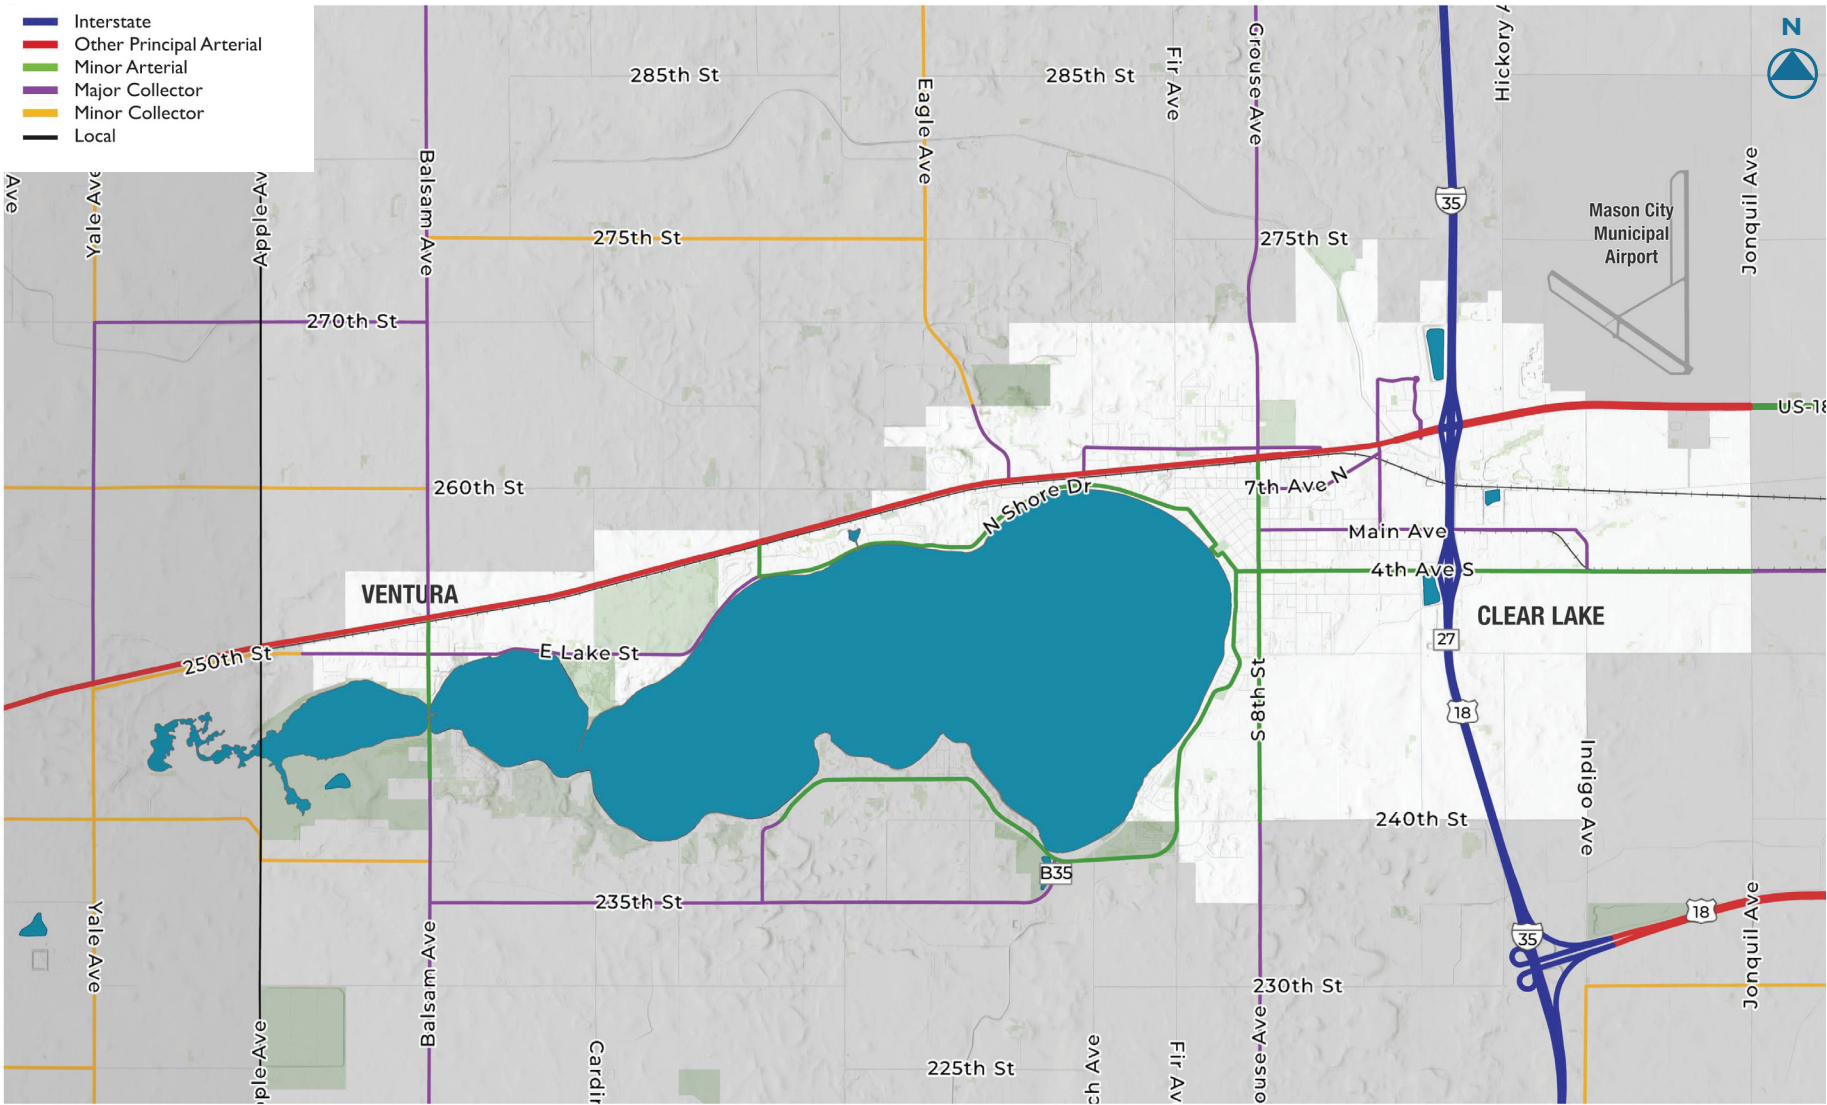 Interstate
Other Principal Arterial
Minor Arterial
Major Collector
Minor Collector
Local
N
285th St
285th St
Fir Ave
Grouse Ave
Hickory
Eagle Ave
Balsam Ave
Ave
Yale Ave
Apple Av
Jonquil Ave
35
Mason City
Municipal
Airport
275th St
275th St
270th St
US-18
260th St
N Shore Dr
7th Ave N
Main Ave
4th Ave S
VENTURA
CLEAR LAKE
27
250th St
E Lake St
S 8th St
18
Indigo Ave
240th St
B35
235th St
18
35
Yale Ave
Balsam Ave
Jonquil Ave
230th St
225th St
pple Ave
Cardin
ch Ave
Fir Av
ouse Ave